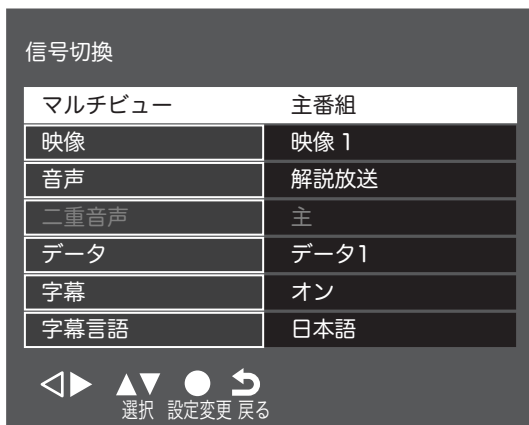 信号切換
マルチビュー 主番組
映像 映像 1
音声 解説放送
二重音声 主
データ データ1
字幕 オン
字幕言語 日本語
選択 設定変更 戻る